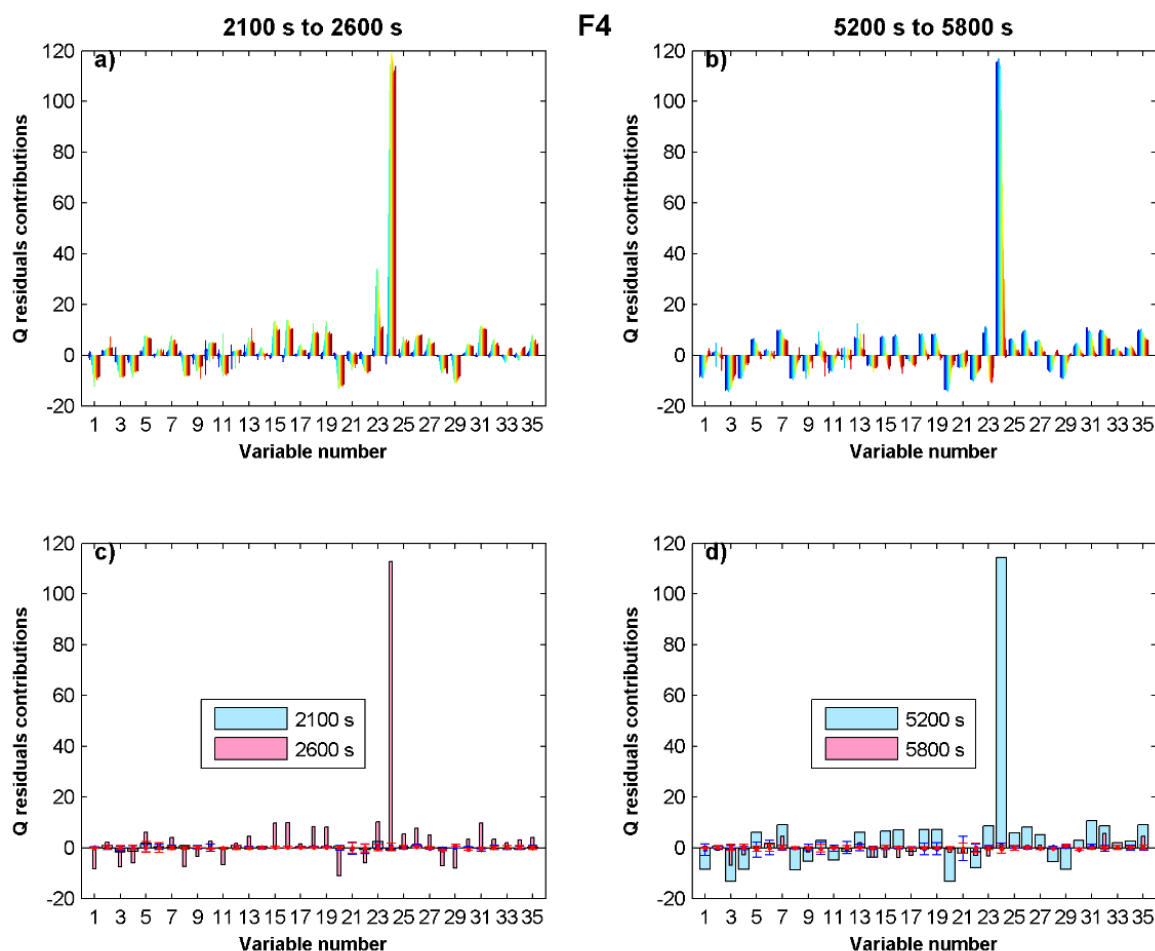 2100 s to 2600 s F4 5200 s to 5800 s
a)
120
100
80
60
40
20
0
-20
Q residuals contributions
1 3 5 7 9 11 13 15 17 19 21 23 25 27 29 31 33 35
Variable number
b)
120
100
80
60
40
20
0
-20
Q residuals contributions
1 3 5 7 9 11 13 15 17 19 21 23 25 27 29 31 33 35
Variable number
c)
120
100
80
60
40
20
0
-20
Q residuals contributions
2100 s
2600 s
1 3 5 7 9 11 13 15 17 19 21 23 25 27 29 31 33 35
Variable number
d)
120
100
80
60
40
20
0
-20
Q residuals contributions
5200 s
5800 s
1 3 5 7 9 11 13 15 17 19 21 23 25 27 29 31 33 35
Variable number